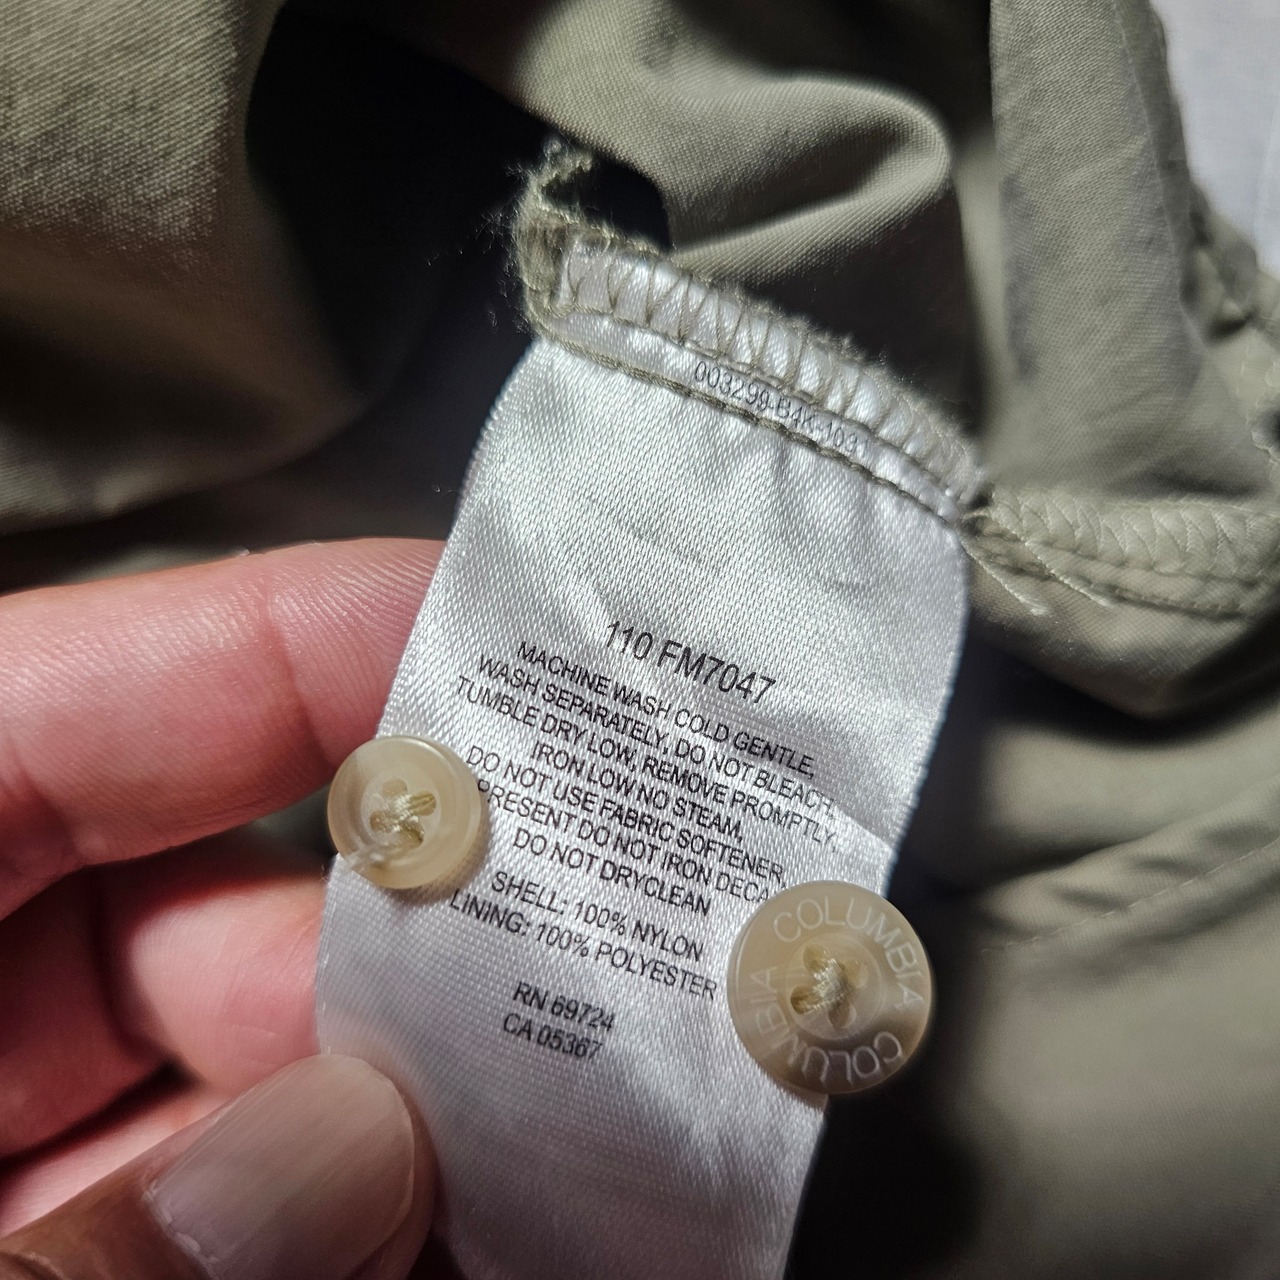 003299-B4K-1031
110 FM7047
MACHINE WASH COLD GENTLE,
WASH SEPARATELY, DO NOT BLEACH,
TUMBLE DRY LOW, REMOVE PROMPTLY,
IRON LOW NO STEAM,
DO NOT USE FABRIC SOFTENER,
PRESENT DO NOT IRON DECA
DO NOT DRYCLEAN
SHELL: 100% NYLON
LINING: 100% POLYESTER
RN 69724
CA 05367
COLUMBIA
COLUMBIA